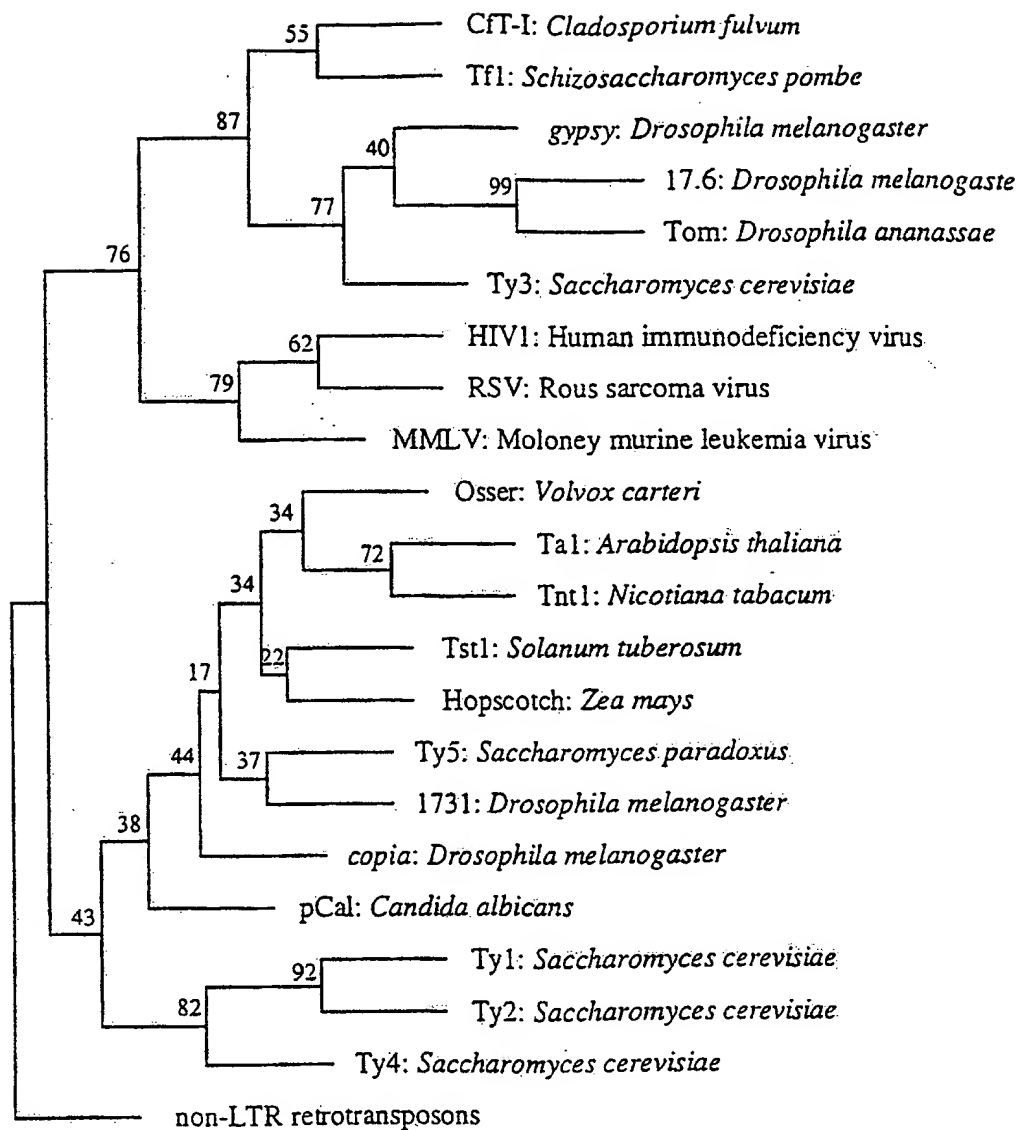 55
CfT-I: Cladosporium fulvum
Tf1: Schizosaccharomyces pombe
87
gypsy: Drosophila melanogaster
40
17.6: Drosophila melanogaste
99
77
Tom: Drosophila ananassae
76
Ty3: Saccharomyces cerevisiae
HIV1: Human immunodeficiency virus
62
RSV: Rous sarcoma virus
79
MMLV: Moloney murine leukemia virus
Osser: Volvox carteri
34
Ta1: Arabidopsis thaliana
72
34
Tnt1: Nicotiana tabacum
Tst1: Solanum tuberosum
22
17
Hopscotch: Zea mays
Ty5: Saccharomyces paradoxus
44
37
1731: Drosophila melanogaster
38
copia: Drosophila melanogaster
pCal: Candida albicans
43
Ty1: Saccharomyces cerevisiae
92
Ty2: Saccharomyces cerevisiae
82
Ty4: Saccharomyces cerevisiae
non-LTR retrotransposons